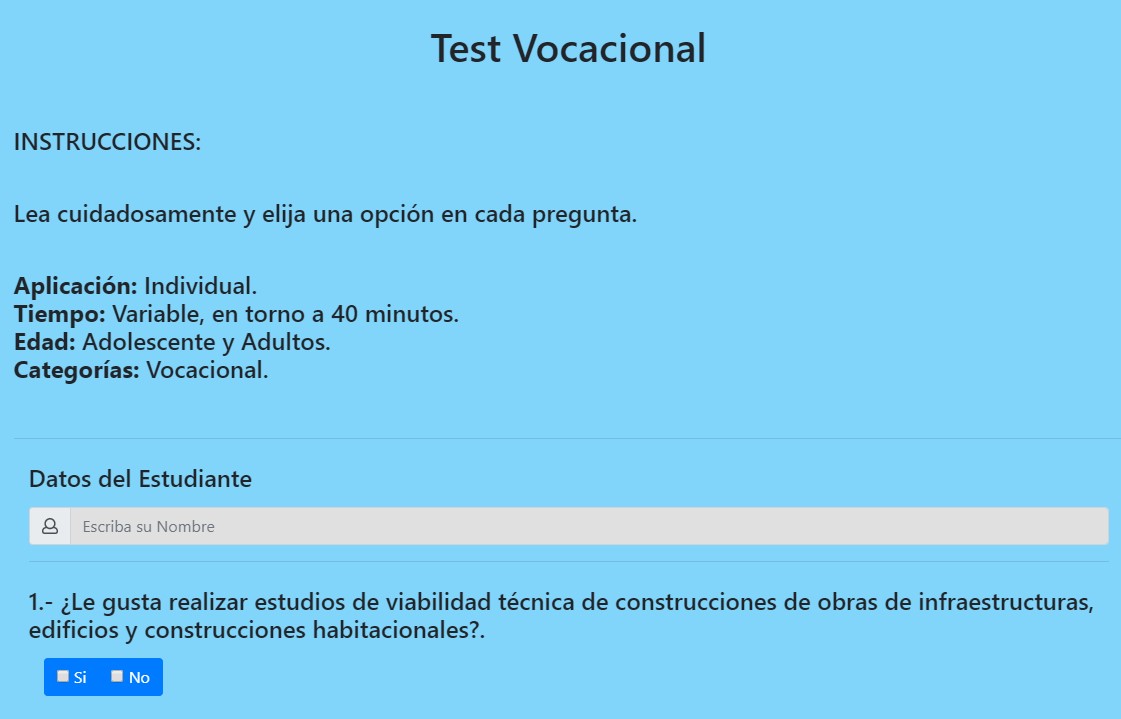 Test Vocacional
INSTRUCCIONES:
Lea cuidadosamente y elija una opción en cada pregunta.
Aplicación: Individual.
Tiempo: Variable, en torno a 40 minutos.
Edad: Adolescente y Adultos.
Categorías: Vocacional.
Datos del Estudiante
Escriba su Nombre
1.- ¿Le gusta realizar estudios de viabilidad técnica de construcciones de obras de infraestructuras,
edificios y construcciones habitacionales?.
Si No